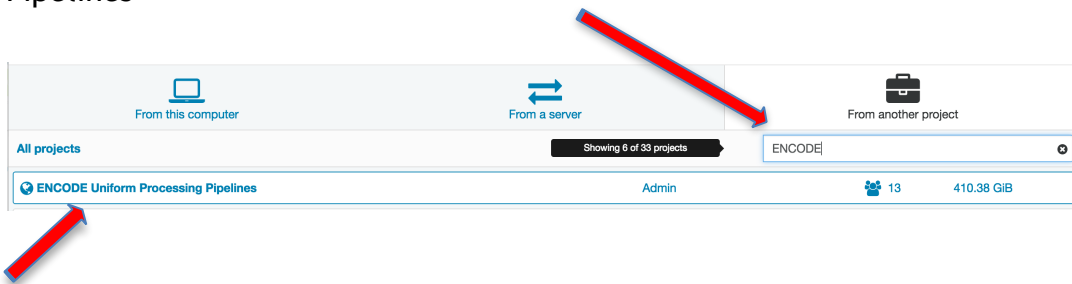 Pipelines
From this computer
From a server
From another project
All projects
Showing 6 of 33 projects
ENCODE
ENCODE Uniform Processing Pipelines
Admin
13
410.38 GiB